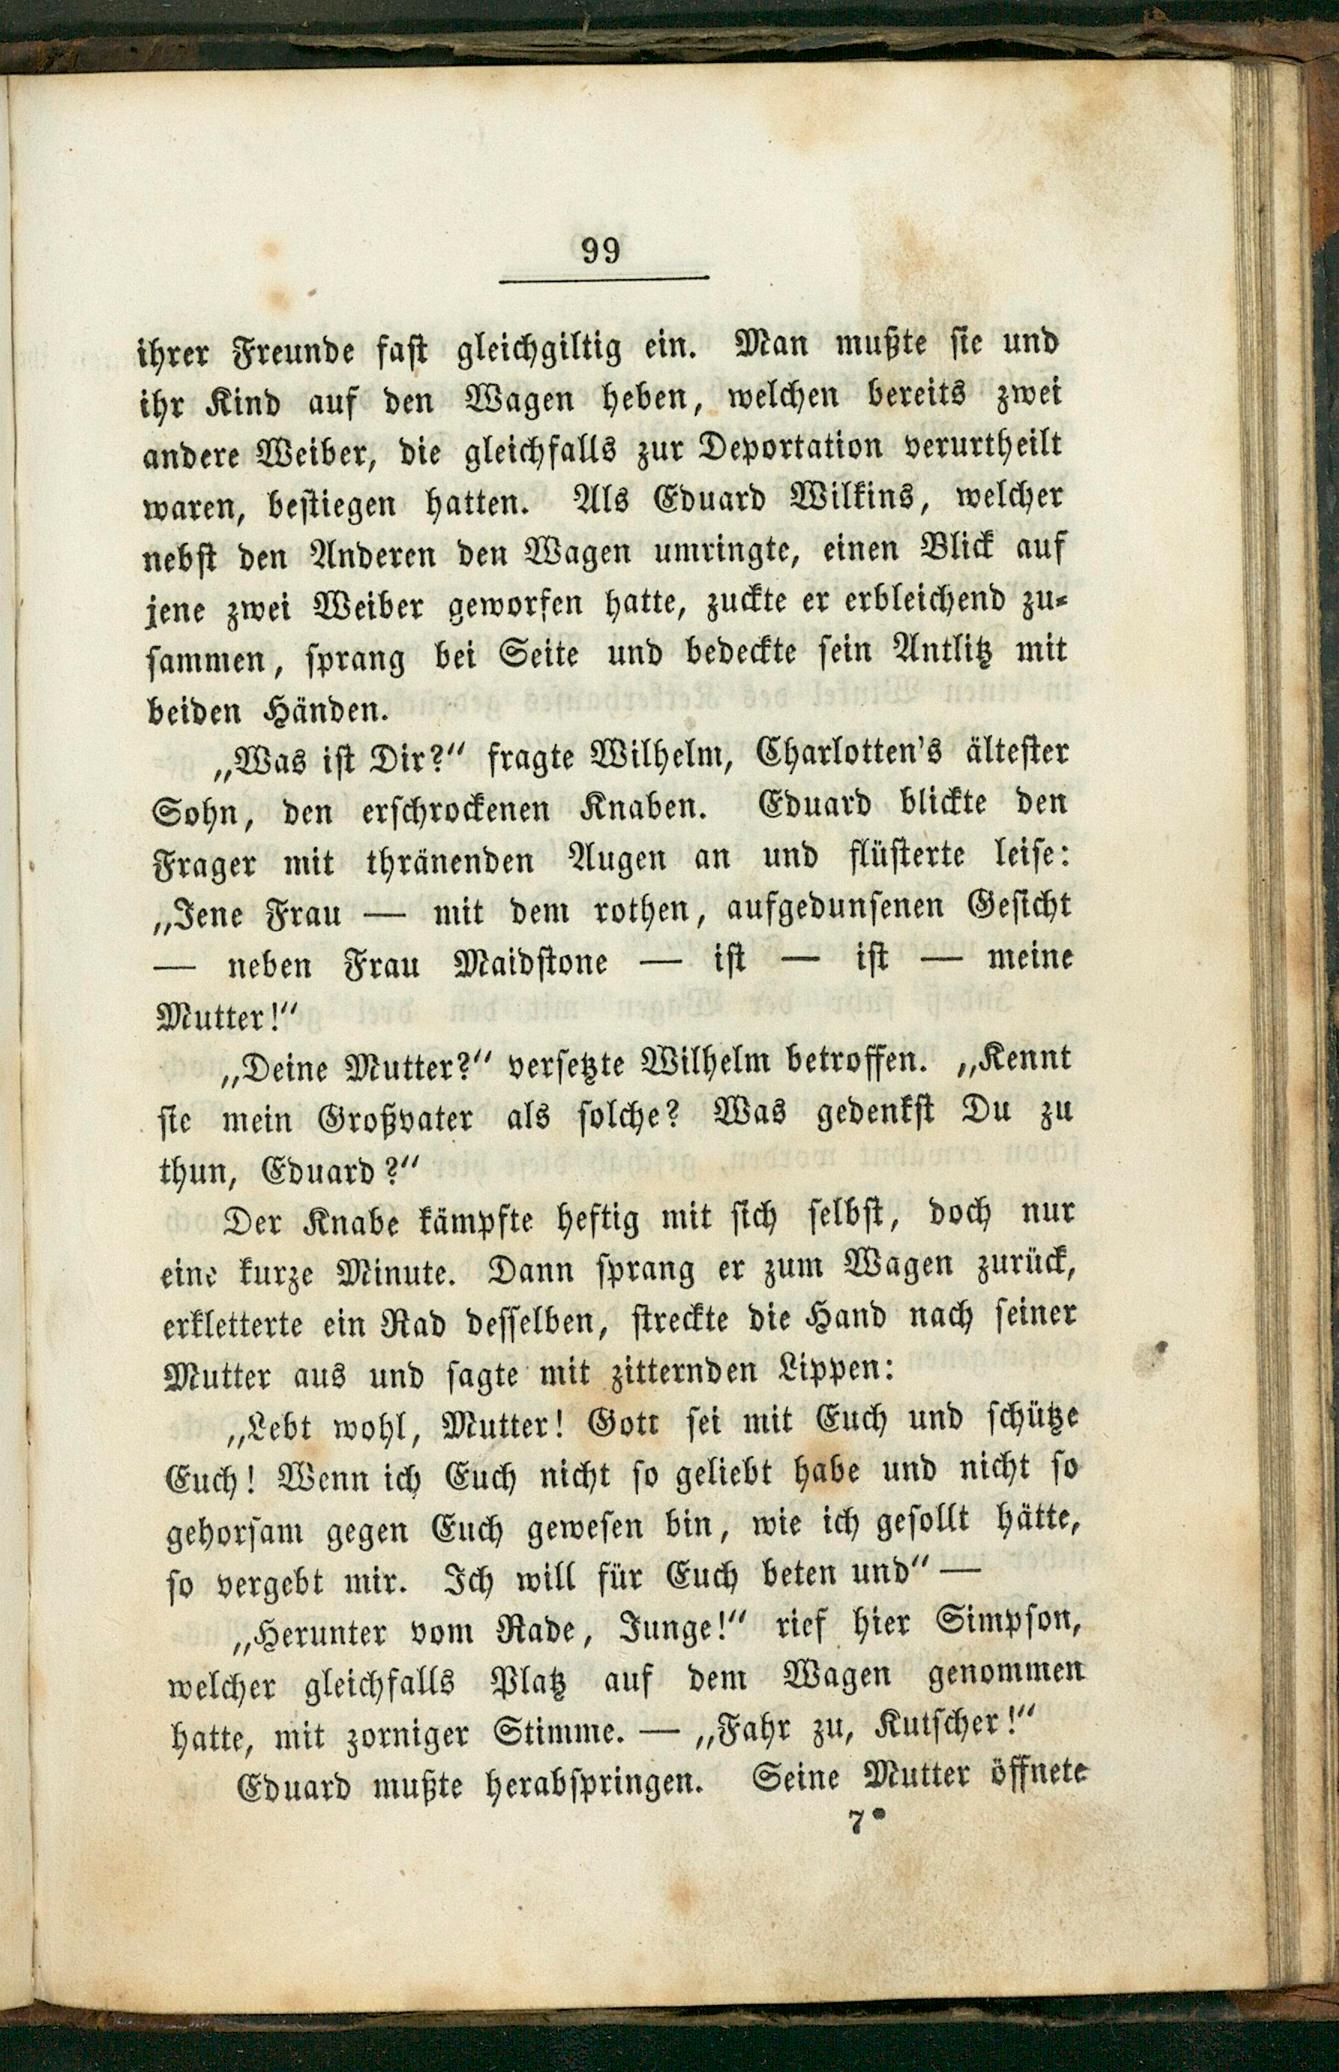 99
ihrer Freunde fast gleichgiltig ein. Man mußte sie und
ihr Kind auf den Wagen heben, welchen bereits zwei
andere Weiber, die gleichfalls zur Deportation verurtheilt
waren, bestiegen hatten. Als Eduard Wilkins, welcher
nebst den Anderen den Wagen umringte, einen Blick auf
jene zwei Weiber geworfen hatte, zuckte er erbleichend zu-
sammen, sprang bei Seite und bedeckte sein Antlitz mit
beiden Händen.
„Was ist Dir?“ fragte Wilhelm, Charlotten's ältester
Sohn, den erschrockenen Knaben. Eduard blickte den
Frager mit thränenden Augen an und flüsterte leise:
„Jene Frau — mit dem rothen, aufgedunsenen Gesicht
— neben Frau Maidstone — ist — ist — meine
Mutter!“
„Deine Mutter?“ versetzte Wilhelm betroffen. „Kennt
sie mein Großvater als solche? Was gedenkst Du zu
thun, Eduard?“
Der Knabe kämpfte heftig mit sich selbst, doch nur
eine kurze Minute. Dann sprang er zum Wagen zurück,
erkletterte ein Rad desselben, streckte die Hand nach seiner
Mutter aus und sagte mit zitternden Lippen:
„Lebt wohl, Mutter! Gott sei mit Euch und schütze
Euch! Wenn ich Euch nicht so geliebt habe und nicht so
gehorsam gegen Euch gewesen bin, wie ich gesollt hätte,
so vergebt mir. Ich will für Euch beten und“ —
„Herunter vom Rade, Junge!“ rief hier Simpson,
welcher gleichfalls Platz auf dem Wagen genommen
hatte, mit zorniger Stimme. — „Fahr zu, Kutscher!“
Eduard mußte herabspringen. Seine Mutter öffnete
7*